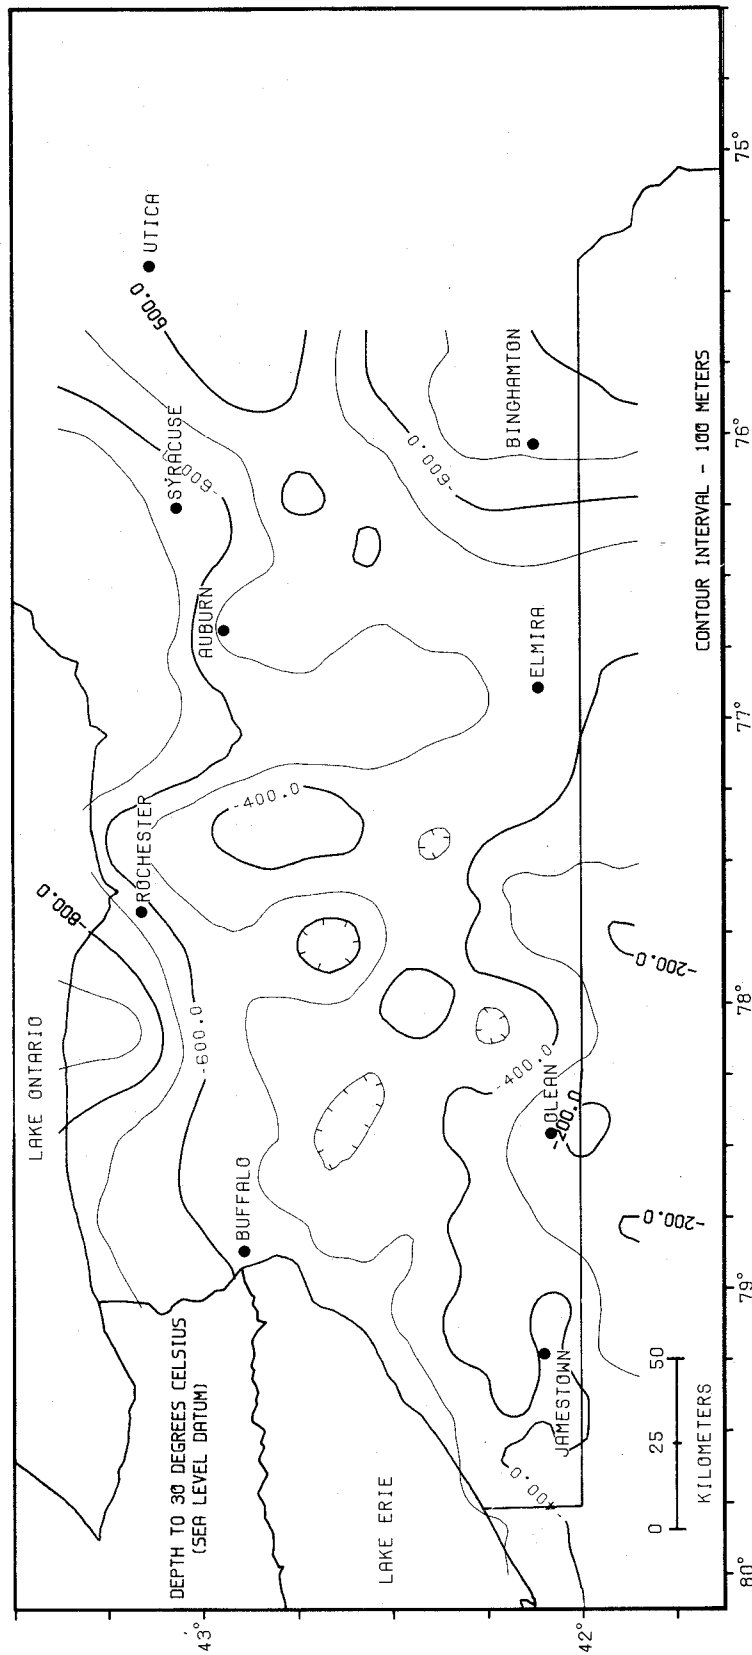 LAKE ONTARIO
-800.0
ROCHESTER
-600.0
BUFFALO
DEPTH TO 30 DEGREES CELSIUS
(SEA LEVEL DATUM)
LAKE ERIE
-400.0
AUBURN
SYRACUSE
-600.0
UTICA
600.0
-600.0
BINGHAMTON
ELMIRA
-400.0
OLEAN
-200.0
-200.0
-200.0
JAMESTOWN
-400.0
0 25 50
KILOMETERS
CONTOUR INTERVAL - 100 METERS
43°
42°
80°
79°
78°
77°
76°
75°